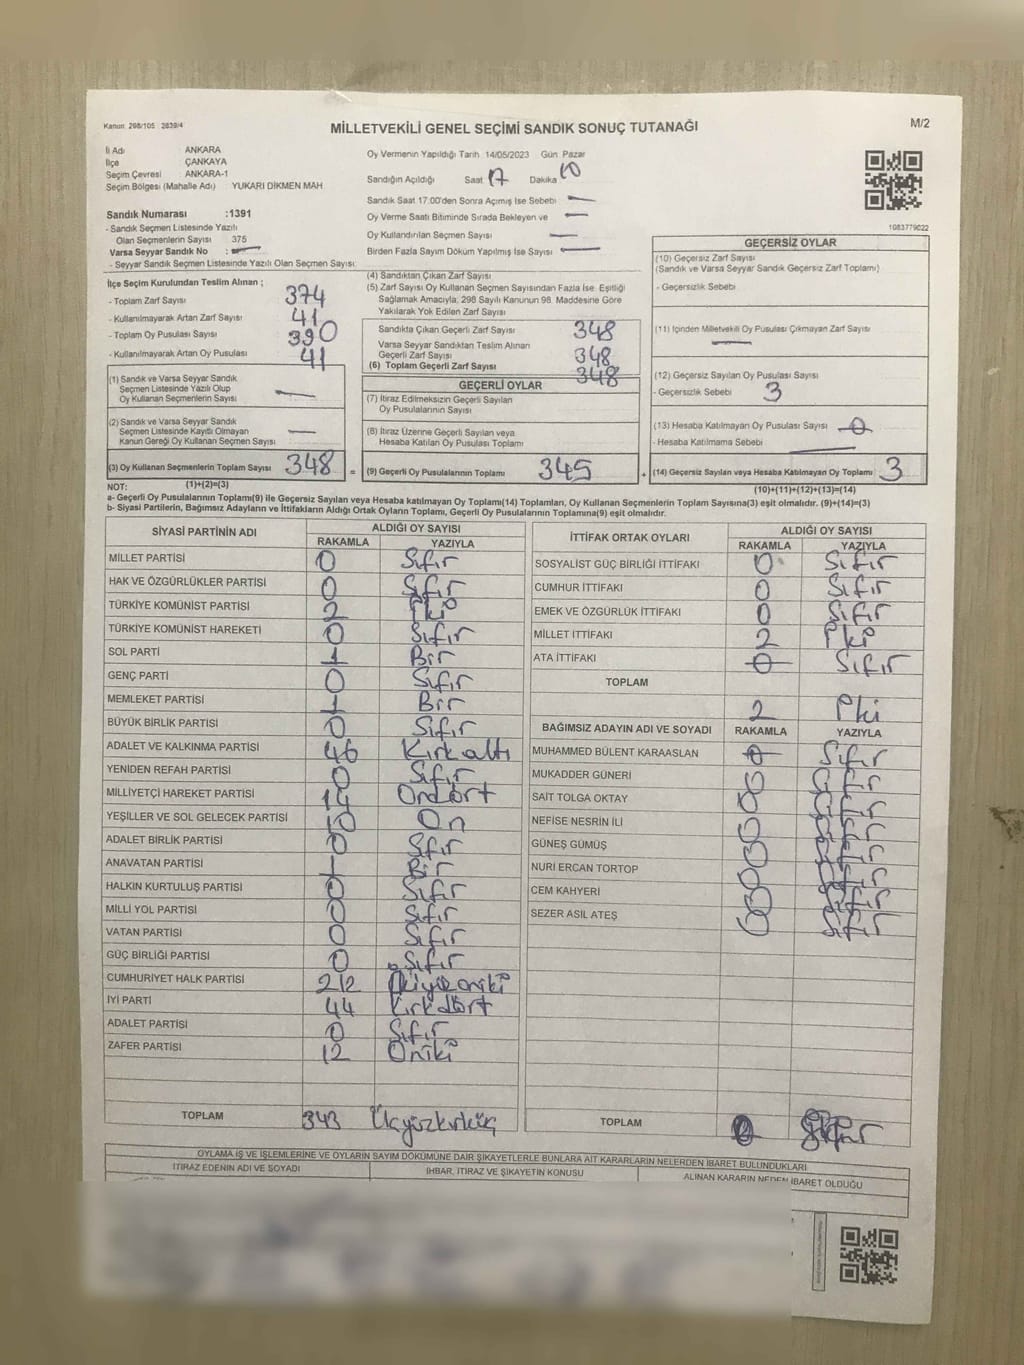 Kanun: 298/105 2839/4
MİLLETVEKİLİ GENEL SEÇİMİ SANDIK SONUÇ TUTANAĞI
M/2
İl Adı ANKARA
İlçe ÇANKAYA
Seçim Çevresi ANKARA-1
Seçim Bölgesi (Mahalle Adı) YUKARI DİKMEN MAH
Sandık Numarası :1391
- Sandık Seçmen Listesinde Yazılı
Olan Seçmenlerin Sayısı 375
Varsa Seyyar Sandık No :
- Seyyar Sandık Seçmen Listesinde Yazılı Olan Seçmen Sayısı:
Oy Vermenin Yapıldığı Tarih 14/05/2023 Gün Pazar
Sandığın Açıldığı Saat 17 Dakika 10
Sandık Saat 17.00'den Sonra Açımış İse Sebebi
Oy Verme Saati Bitiminde Sırada Bekleyen ve
Oy Kullandırılan Seçmen Sayısı
Birden Fazla Sayım Döküm Yapılmış İse Sayısı
1083779022
İlçe Seçim Kurulundan Teslim Alınan ;
- Toplam Zarf Sayısı 374
- Kullanılmayarak Artan Zarf Sayısı 41
- Toplam Oy Pusulası Sayısı 390
- Kullanılmayarak Artan Oy Pusulası 41
(1) Sandık ve Varsa Seyyar Sandık
Seçmen Listesinde Yazılı Olup
Oy Kullanan Seçmenlerin Sayısı
(2) Sandık ve Varsa Seyyar Sandık
Seçmen Listesinde Kayıtlı Olmayan
Kanun Gereği Oy Kullanan Seçmen Sayısı
(3) Oy Kullanan Seçmenlerin Toplam Sayısı 348
(4) Sandıktan Çıkan Zarf Sayısı
(5) Zarf Sayısı Oy Kullanan Seçmen Sayısından Fazla İse, Eşitliği
Sağlamak Amacıyla; 298 Sayılı Kanunun 98. Maddesine Göre
Yakılarak Yok Edilen Zarf Sayısı
Sandıkta Çıkan Geçerli Zarf Sayısı 348
Varsa Seyyar Sandıktan Teslim Alınan
Geçerli Zarf Sayısı 348
(6) Toplam Geçerli Zarf Sayısı 348
GEÇERLİ OYLAR
(7) İtiraz Edilmeksizin Geçerli Sayılan
Oy Pusulalarının Sayısı
(8) İtiraz Üzerine Geçerli Sayılan veya
Hesaba Katılan Oy Pusulası Toplamı
= (9) Geçerli Oy Pusulalarının Toplamı 345
GEÇERSİZ OYLAR
(10) Geçersiz Zarf Sayısı
(Sandık ve Varsa Seyyar Sandık Geçersiz Zarf Toplamı)
- Geçersizlik Sebebi
(11) İçinden Milletvekili Oy Pusulası Çıkmayan Zarf Sayısı
(12) Geçersiz Sayılan Oy Pusulası Sayısı
- Geçersizlik Sebebi 3
(13) Hesaba Katılmayan Oy Pusulası Sayısı 0
- Hesaba Katılmama Sebebi
+ (14) Geçersiz Sayılan veya Hesaba Katılmayan Oy Toplamı 3
NOT: (1)+(2)=(3)
(10)+(11)+(12)+(13)=(14)
a- Geçerli Oy Pusulalarının Toplamı(9) ile Geçersiz Sayılan veya Hesaba katılmayan Oy Toplamı(14) Toplamları, Oy Kullanan Seçmenlerin Toplam Sayısına(3) eşit olmalıdır. (9)+(14)=(3)
b- Siyasi Partilerin, Bağımsız Adayların ve İttifakların Aldığı Ortak Oyların Toplamı, Geçerli Oy Pusulalarının Toplamına(9) eşit olmalıdır.
SİYASİ PARTİNİN ADI ALDIĞI OY SAYISI
RAKAMLA YAZIYLA
MİLLET PARTİSİ 0 Sıfır
HAK VE ÖZGÜRLÜKLER PARTİSİ 0 Sıfır
TÜRKİYE KOMÜNİST PARTİSİ 2 İki
TÜRKİYE KOMÜNİST HAREKETİ 0 Sıfır
SOL PARTİ 1 Bir
GENÇ PARTİ 0 Sıfır
MEMLEKET PARTİSİ 1 Bir
BÜYÜK BİRLİK PARTİSİ 0 Sıfır
ADALET VE KALKINMA PARTİSİ 46 Kırkaltı
YENİDEN REFAH PARTİSİ 0 Sıfır
MİLLİYETÇİ HAREKET PARTİSİ 14 Ondört
YEŞİLLER VE SOL GELECEK PARTİSİ 10 On
ADALET BİRLİK PARTİSİ 0 Sıfır
ANAVATAN PARTİSİ 1 Bir
HALKIN KURTULUŞ PARTİSİ 0 Sıfır
MİLLİ YOL PARTİSİ 0 Sıfır
VATAN PARTİSİ 0 Sıfır
GÜÇ BİRLİĞİ PARTİSİ 0 Sıfır
CUMHURİYET HALK PARTİSİ 212 İkiyüzoniki
İYİ PARTİ 44 Kırkdört
ADALET PARTİSİ 0 Sıfır
ZAFER PARTİSİ 12 Oniki
TOPLAM 343 Üçyüzkırküç
İTTİFAK ORTAK OYLARI ALDIĞI OY SAYISI
RAKAMLA YAZIYLA
SOSYALİST GÜÇ BİRLİĞİ İTTİFAKI 0 Sıfır
CUMHUR İTTİFAKI 0 Sıfır
EMEK VE ÖZGÜRLÜK İTTİFAKI 0 Sıfır
MİLLET İTTİFAKI 2 İki
ATA İTTİFAKI 0 Sıfır
TOPLAM
2 İki
BAĞIMSIZ ADAYIN ADI VE SOYADI RAKAMLA YAZIYLA
MUHAMMED BÜLENT KARAASLAN 0 Sıfır
MUKADDER GÜNERİ 0 Sıfır
SAİT TOLGA OKTAY 0 Sıfır
NEFİSE NESRİN İLİ 0 Sıfır
GÜNEŞ GÜMÜŞ 0 Sıfır
NURİ ERCAN TORTOP 0 Sıfır
CEM KAHYERİ 0 Sıfır
SEZER ASIL ATEŞ 0 Sıfır
TOPLAM 0
OYLAMA İŞ VE İŞLEMLERİNE VE OYLARIN SAYIM DÖKÜMÜNE DAİR ŞİKAYETLERLE BUNLARA AİT KARARLARIN NELERDEN İBARET BULUNDUKLARI
İTİRAZ EDENİN ADI VE SOYADI İHBAR, İTİRAZ VE ŞİKAYETİN KONUSU ALINAN KARARIN NEDEN İBARET OLDUĞU